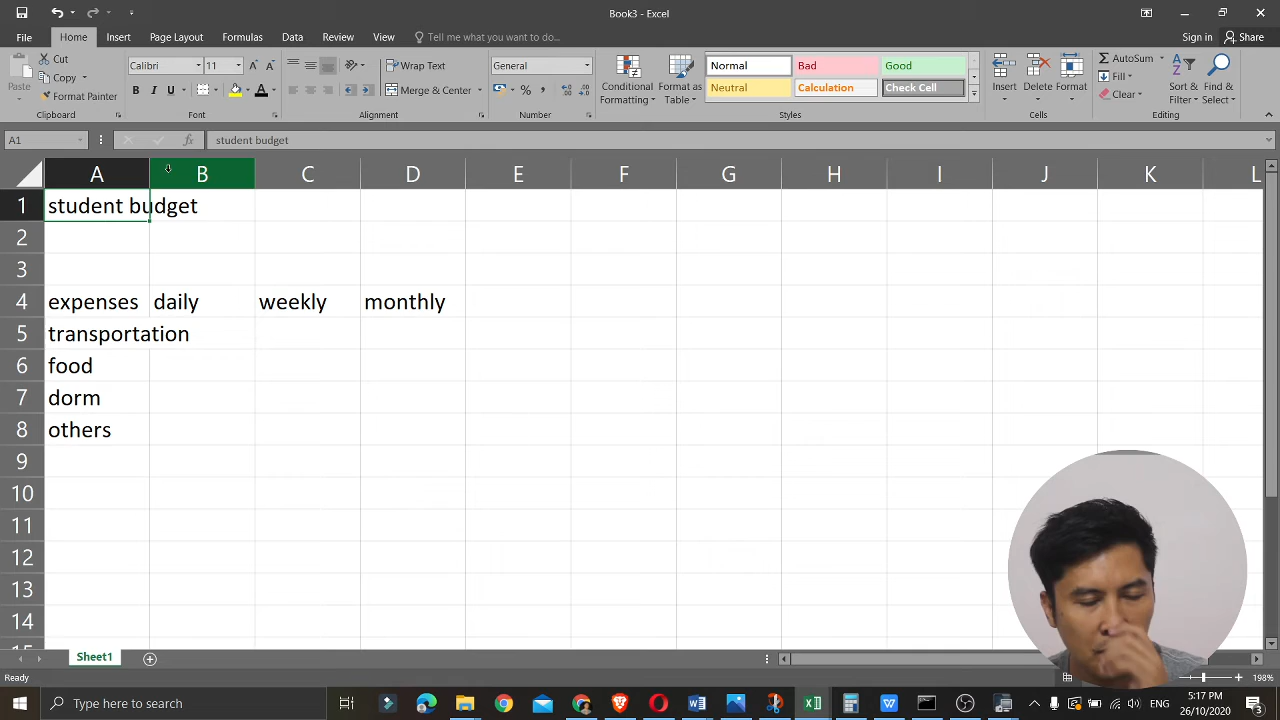 Book3 - Excel
File Home Insert Page Layout Formulas Data Review View Tell me what you want to do... Sign in Share
Paste Cut Copy Format Painter
Clipboard
Calibri 11 A A
B I U A
Font
Wrap Text
Merge & Center
Alignment
General
%
Number
Conditional Formatting Format as Table
Normal Bad Good
Neutral Calculation Check Cell
Styles
Insert Delete Format
Cells
AutoSum
Fill
Clear
Sort & Filter Find & Select
Editing
A1 fx student budget
A B C D E F G H I J K L
1 student budget
2
3
4 expenses daily weekly monthly
5 transportation
6 food
7 dorm
8 others
9
10
11
12
13
14
Sheet1
Ready 198%
Type here to search
ENG 5:17 PM
26/10/2020